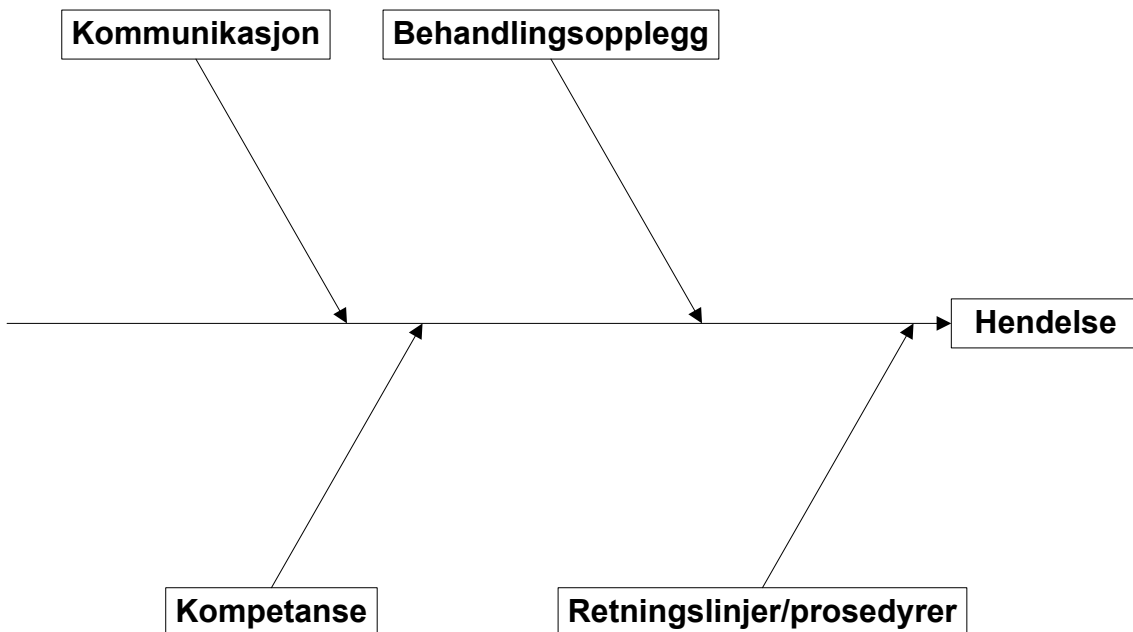 Kommunikasjon
Behandlingsopplegg
Hendelse
Kompetanse
Retningslinjer/prosedyrer